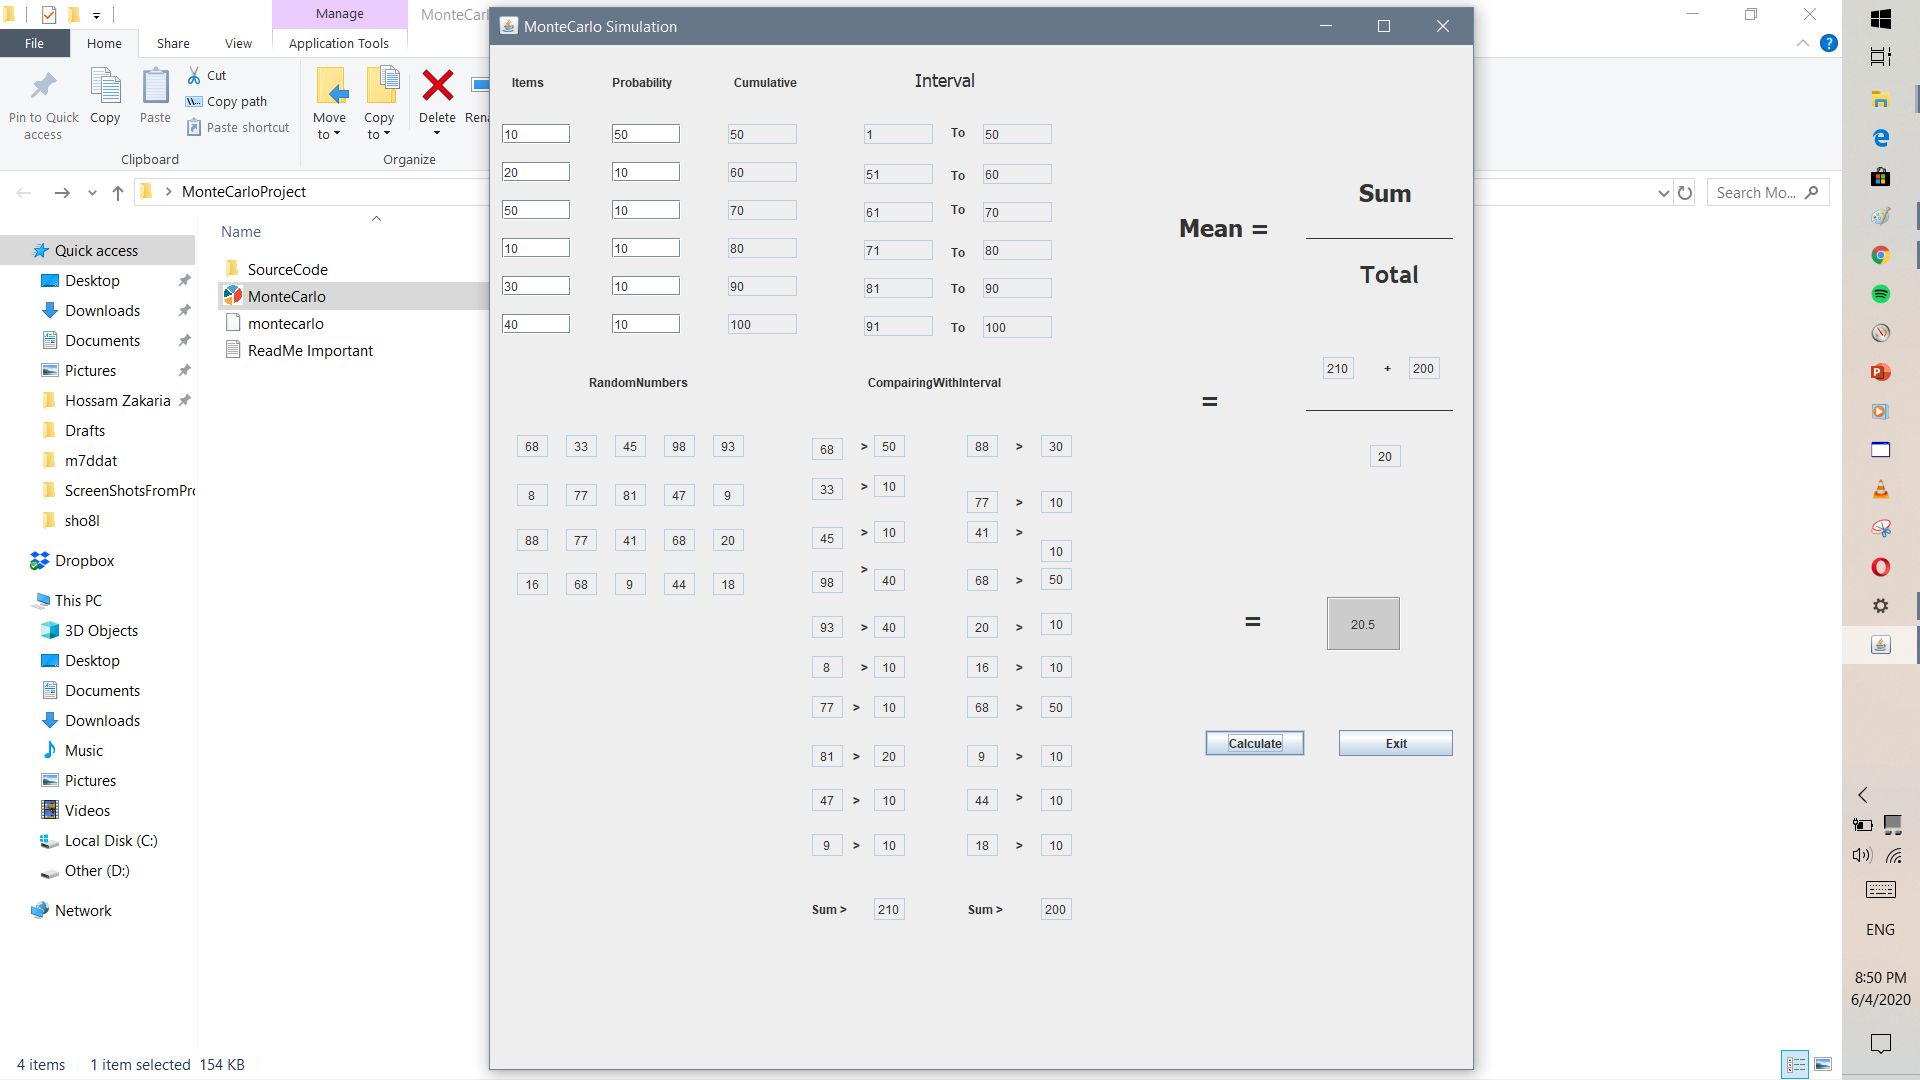 Manage
MonteCarl
File
Home
Share
View
Application Tools
Pin to Quick access
Copy
Paste
Cut
Copy path
Paste shortcut
Move to
Copy to
Delete
Rena
Clipboard
Organize
MonteCarloProject
Search Mo...
Name
Quick access
Desktop
Downloads
Documents
Pictures
Hossam Zakaria
Drafts
m7ddat
ScreenShotsFromPro
sho8l
Dropbox
This PC
3D Objects
Desktop
Documents
Downloads
Music
Pictures
Videos
Local Disk (C:)
Other (D:)
Network
SourceCode
MonteCarlo
montecarlo
ReadMe Important
4 items
1 item selected 154 KB
MonteCarlo Simulation
Items Probability Cumulative Interval
10 50 50 1 To 50
20 10 60 51 To 60
50 10 70 61 To 70
10 10 80 71 To 80
30 10 90 81 To 90
40 10 100 91 To 100
RandomNumbers
68 33 45 98 93
8 77 81 47 9
88 77 41 68 20
16 68 9 44 18
CompairingWithInterval
68 > 50 88 > 30
33 > 10 77 > 10
45 > 10 41 > 10
98 > 40 68 > 50
93 > 40 20 > 10
8 > 10 16 > 10
77 > 10 68 > 50
81 > 20 9 > 10
47 > 10 44 > 10
9 > 10 18 > 10
Sum > 210 Sum > 200
Mean =
Sum
Total
=
210 + 200
20
= 20.5
Calculate
Exit
ENG
8:50 PM
6/4/2020